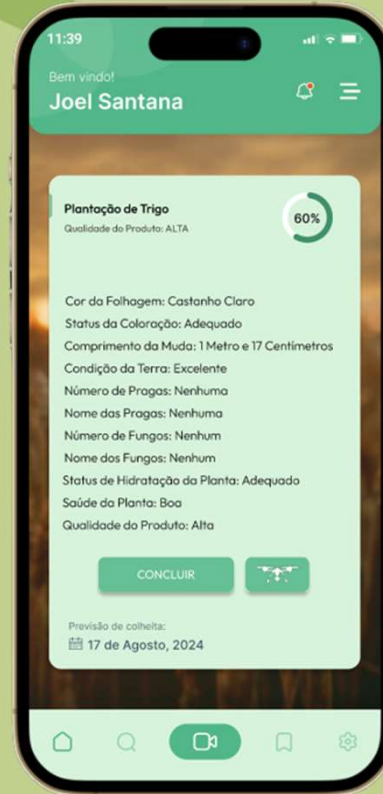 11:39
Bem vindo!
Joel Santana
Plantação de Trigo
Qualidade do Produto: ALTA
60%
Cor da Folhagem: Castanho Claro
Status da Coloração: Adequado
Comprimento da Muda: 1 Metro e 17 Centímetros
Condição da Terra: Excelente
Número de Pragas: Nenhuma
Nome das Pragas: Nenhuma
Número de Fungos: Nenhum
Nome dos Fungos: Nenhum
Status de Hidratação da Planta: Adequado
Saúde da Planta: Boa
Qualidade do Produto: Alta
CONCLUIR
Previsão de colheita:
17 de Agosto, 2024